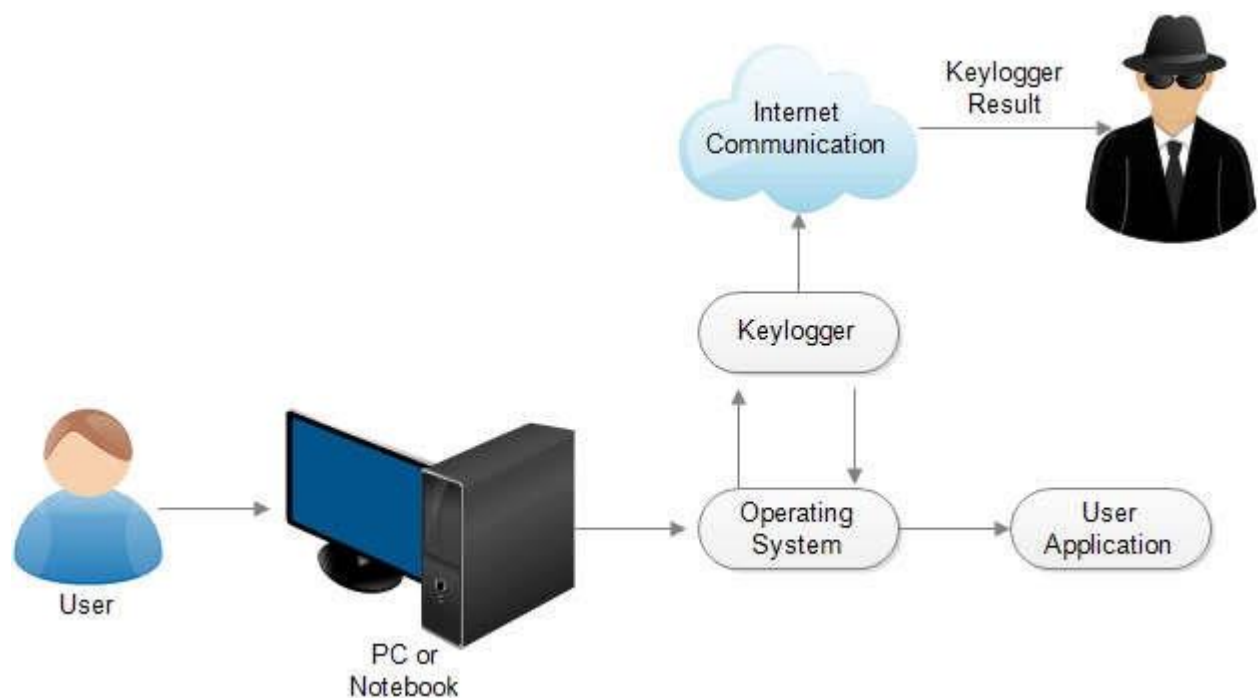 Internet
Communication
Keylogger
Result
Keylogger
Operating
System
User
Application
User
PC or
Notebook